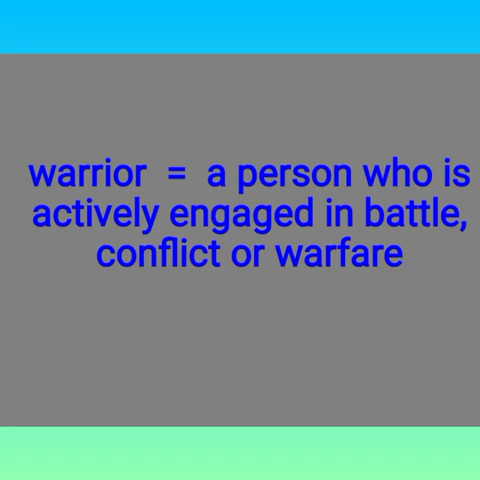 warrior  =  a person who is
actively engaged in battle,
conflict or warfare